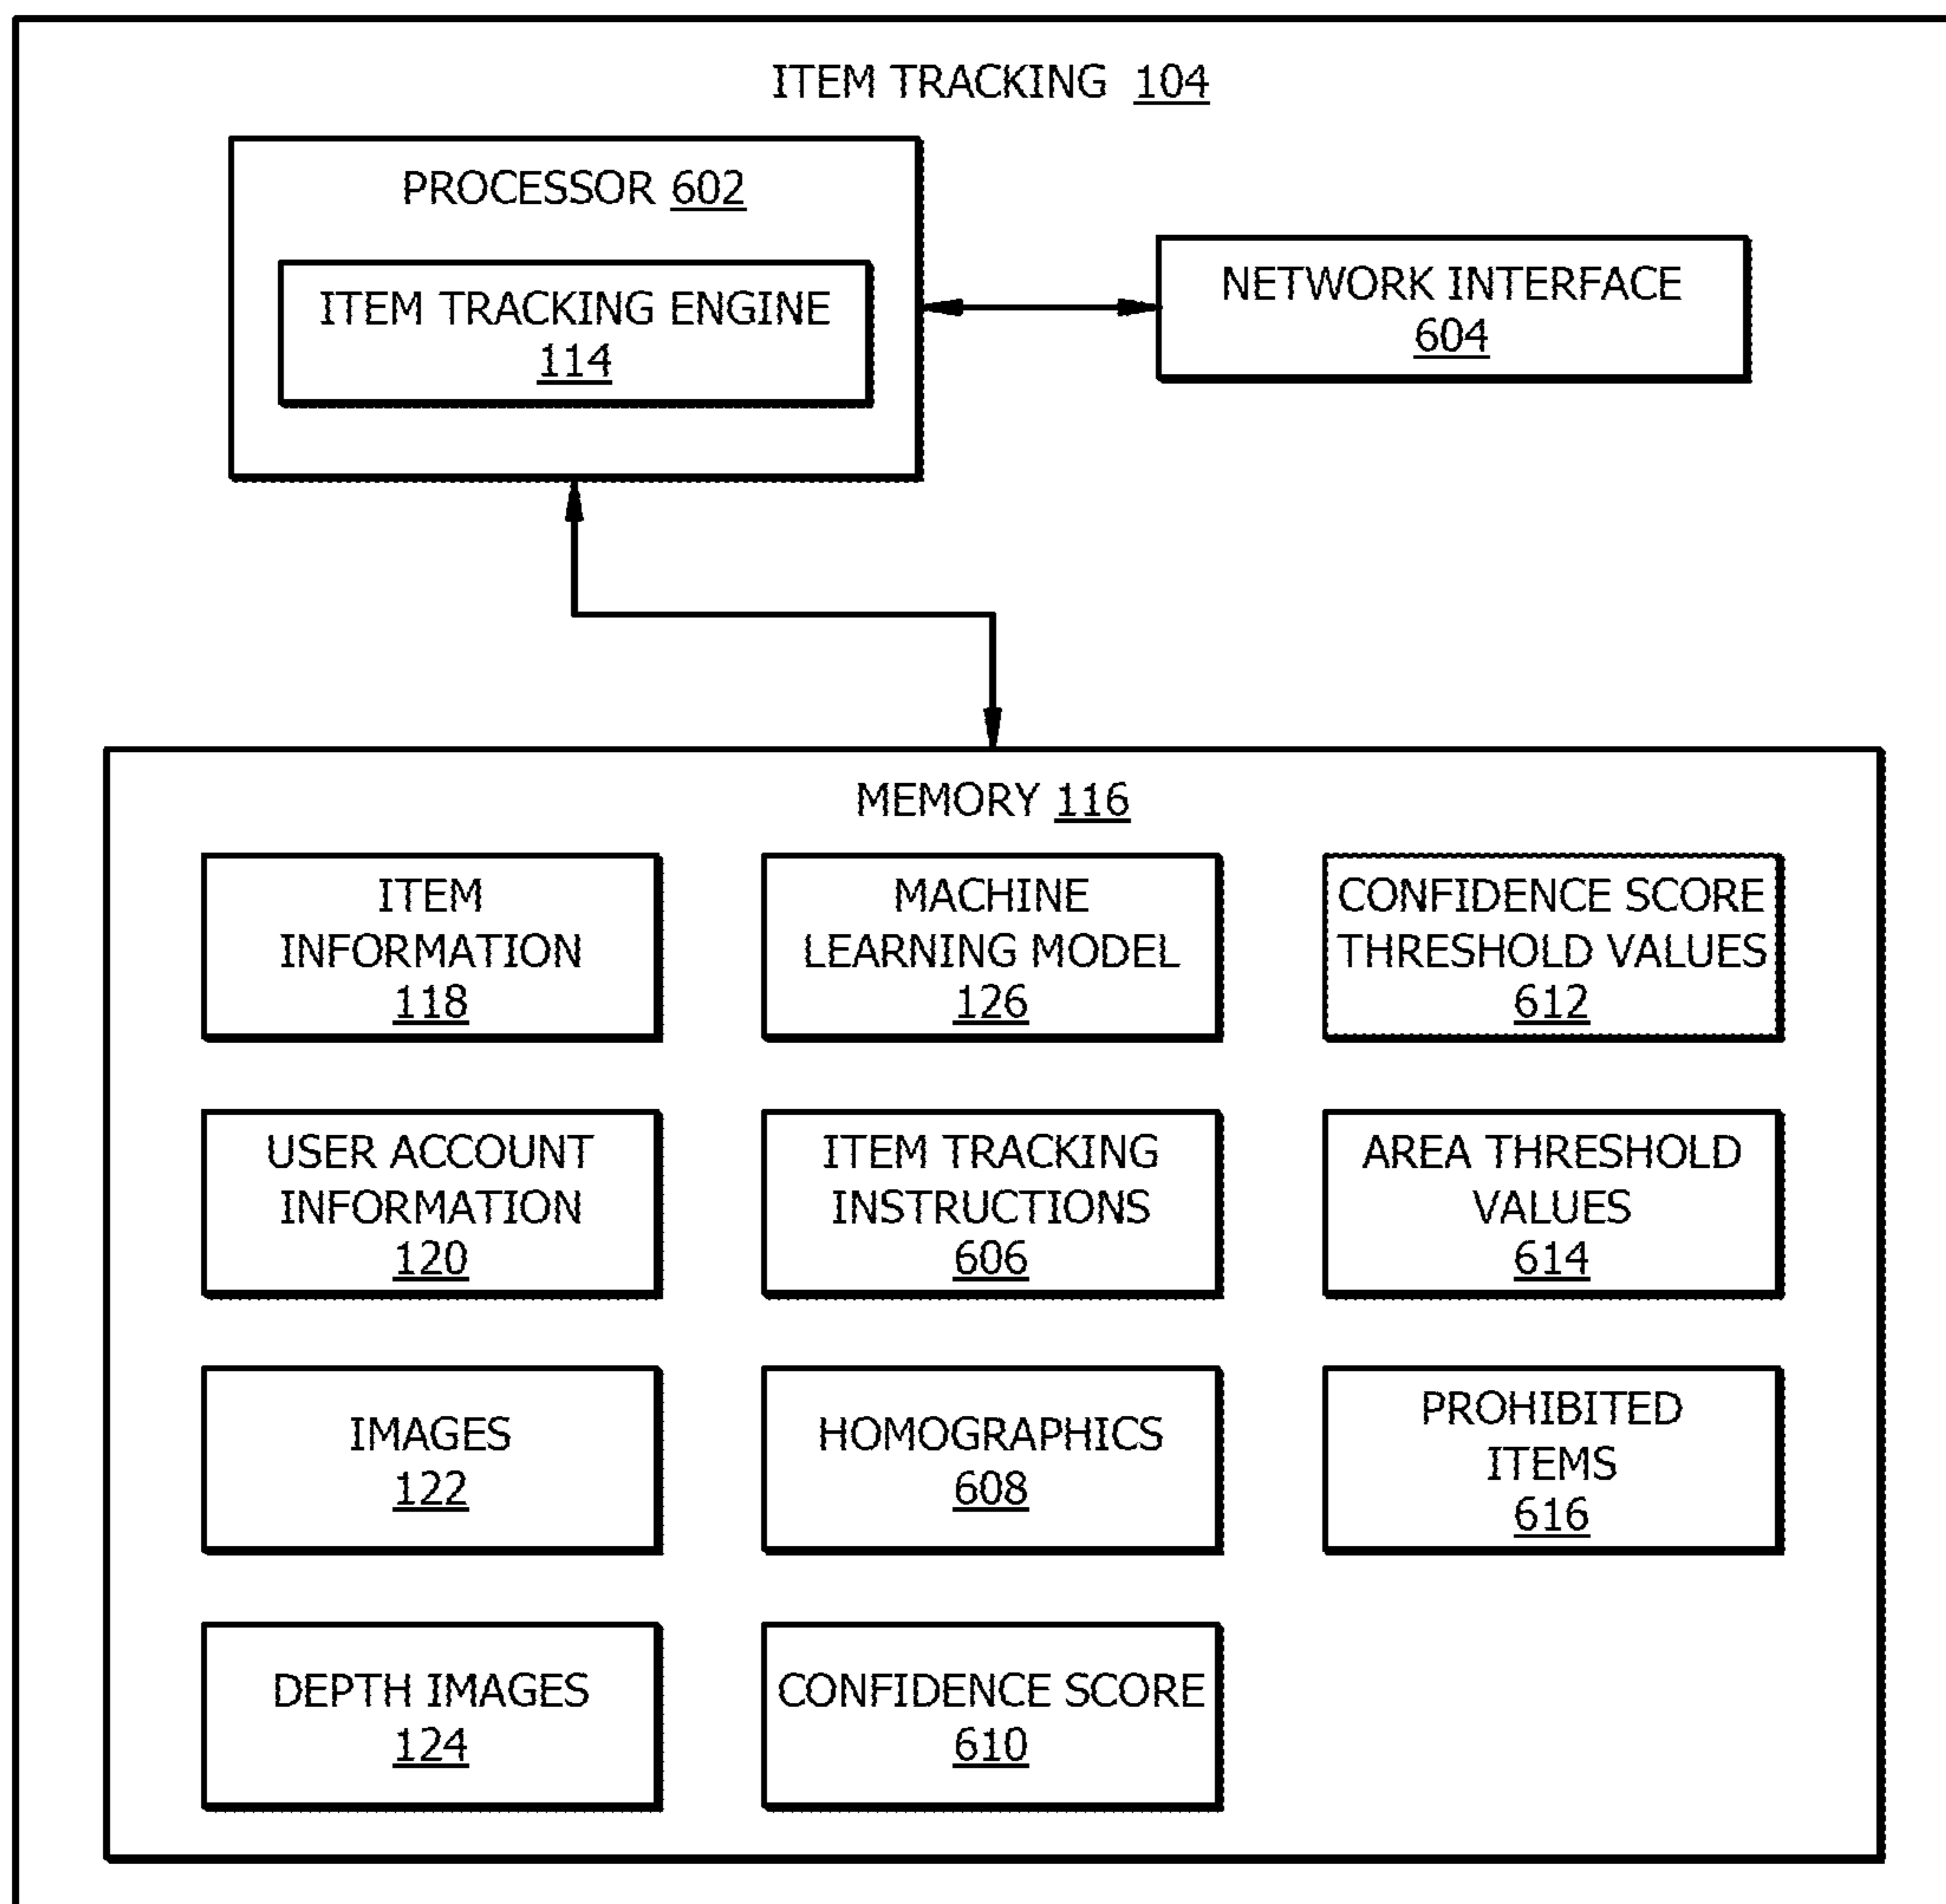 ITEM TRACKING 104
PROCESSOR 602
ITEM TRACKING ENGINE
114
NETWORK INTERFACE
604
MEMORY 116
ITEM
INFORMATION
118
MACHINE
LEARNING MODEL
126
CONFIDENCE SCORE
THRESHOLD VALUES
612
USER ACCOUNT
INFORMATION
120
ITEM TRACKING
INSTRUCTIONS
606
AREA THRESHOLD
VALUES
614
IMAGES
122
HOMOGRAPHICS
608
PROHIBITED
ITEMS
616
DEPTH IMAGES
124
CONFIDENCE SCORE
610